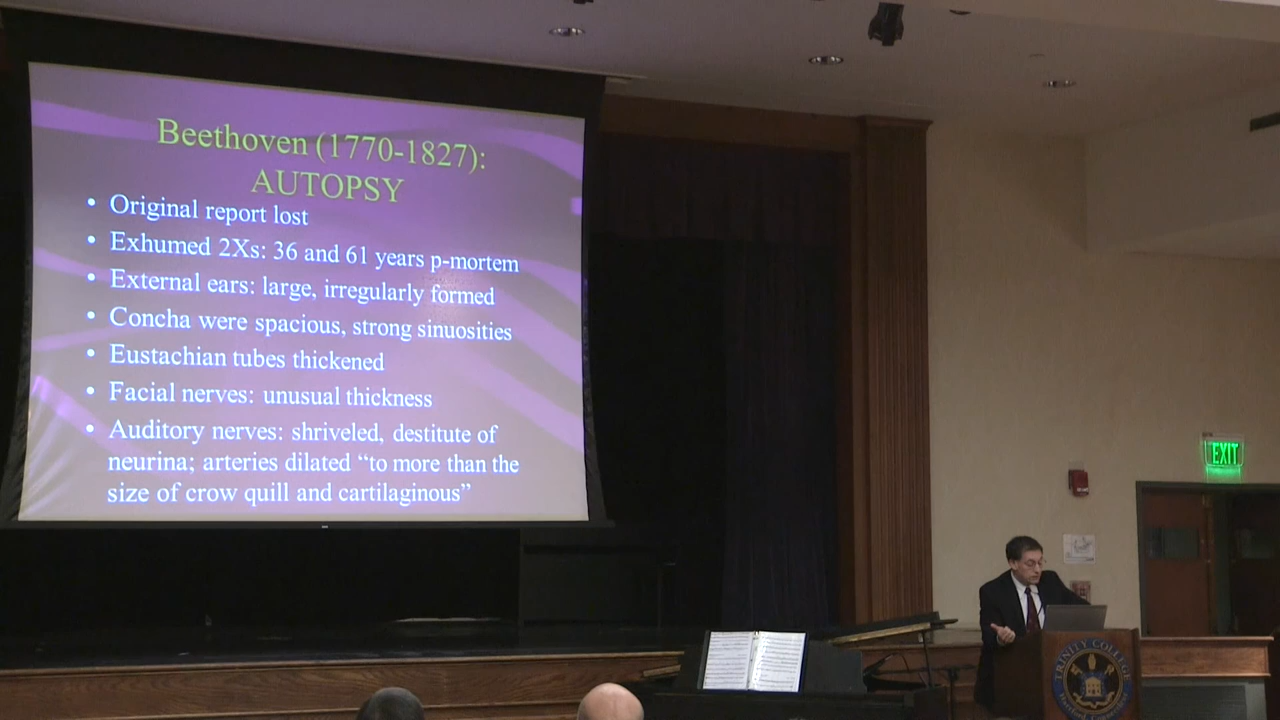 Beethoven (1770-1827):
AUTOPSY
• Original report lost
• Exhumed 2Xs: 36 and 61 years p-mortem
• External ears: large, irregularly formed
• Concha were spacious, strong sinuosities
• Eustachian tubes thickened
• Facial nerves: unusual thickness
• Auditory nerves: shriveled, destitute of
neurina; arteries dilated “to more than the
size of crow quill and cartilaginous”
EXIT
TRINITY COLLEGE